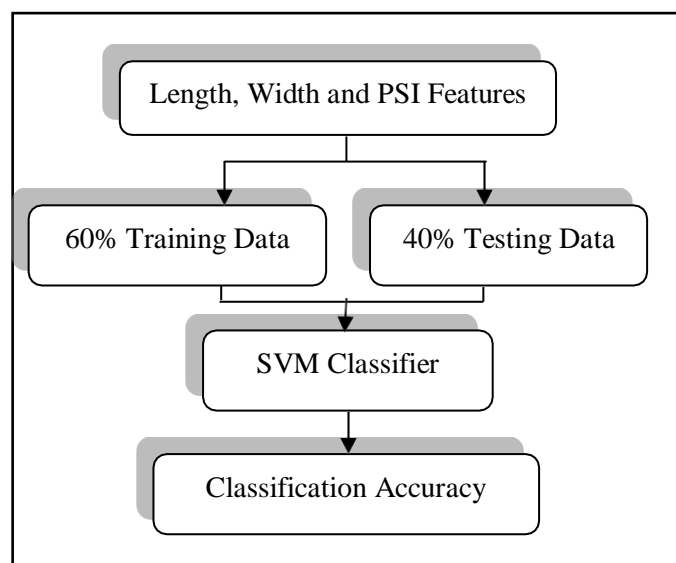 Length, Width and PSI Features
60% Training Data
40% Testing Data
SVM Classifier
Classification Accuracy